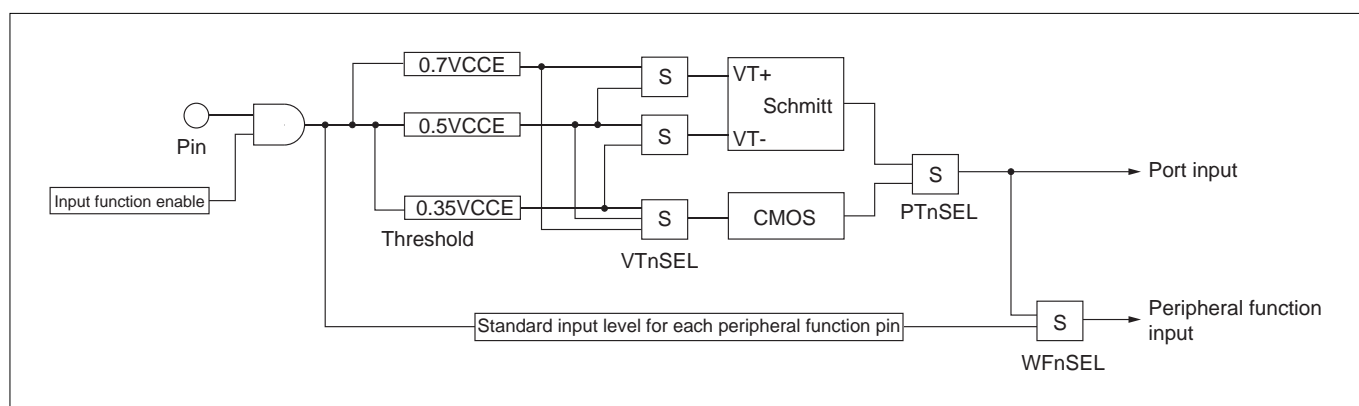 0.7VCCE
S
VT+
Schmitt
Pin
0.5VCCE
S
VT-
Input function enable
0.35VCCE
Threshold
S
VTnSEL
CMOS
S
PTnSEL
Port input
Standard input level for each peripheral function pin
S
WFnSEL
Peripheral function
input